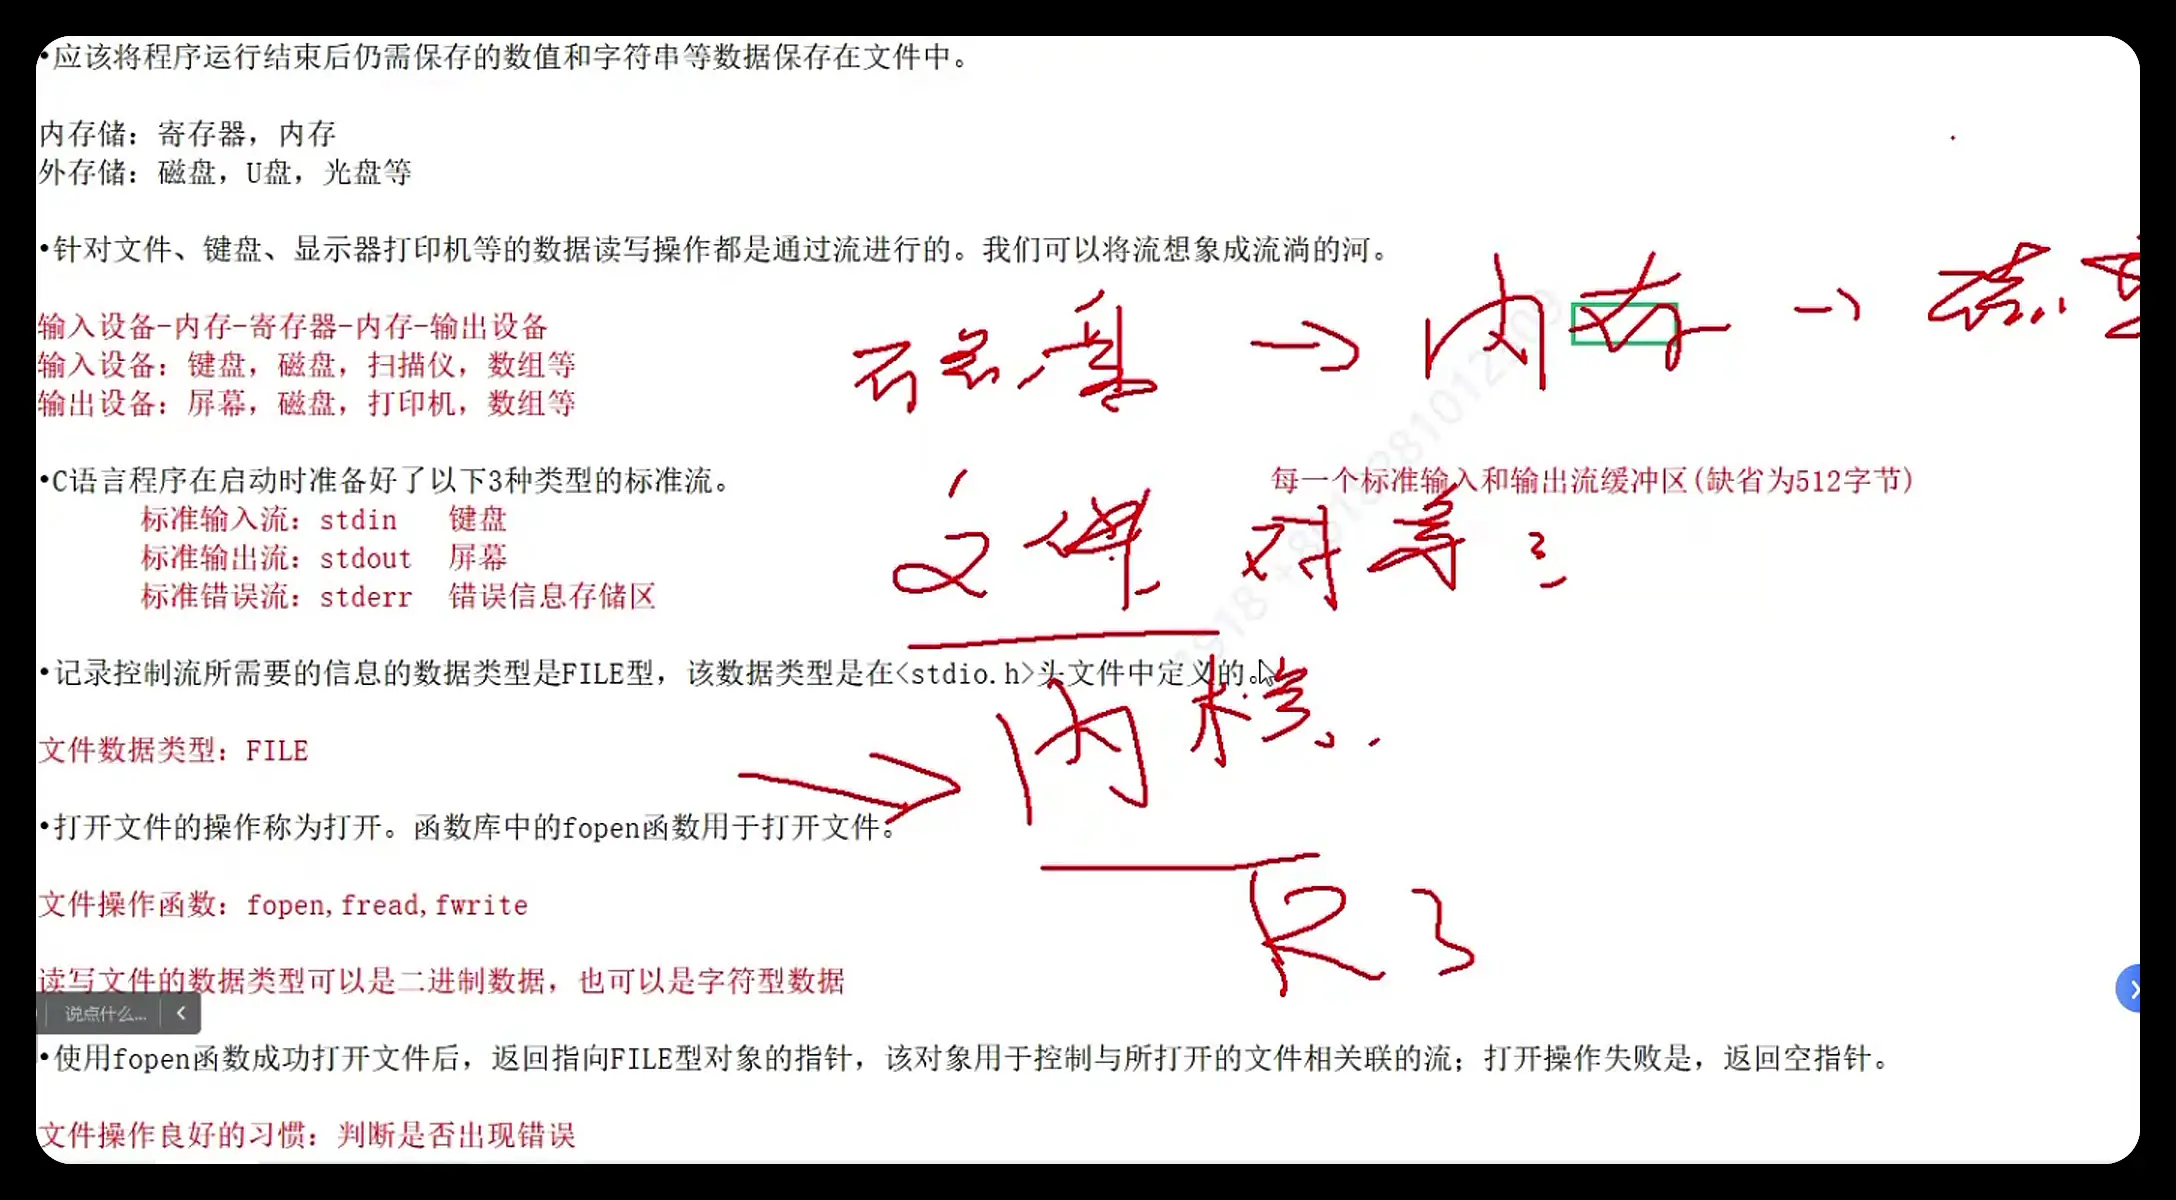 •应该将程序运行结束后仍需保存的数值和字符串等数据保存在文件中。
内存储：寄存器，内存
外存储：磁盘，U盘，光盘等
•针对文件、键盘、显示器打印机等的数据读写操作都是通过流进行的。我们可以将流想象成流淌的河。
输入设备-内存-寄存器-内存-输出设备
输入设备：键盘，磁盘，扫描仪，数组等
输出设备：屏幕，磁盘，打印机，数组等
盘 → 内存 →
•C语言程序在启动时准备好了以下3种类型的标准流。
每一个标准输入和输出流缓冲区(缺省为512字节)
标准输入流：stdin 键盘
标准输出流：stdout 屏幕
标准错误流：stderr 错误信息存储区
文件 对象
•记录控制流所需要的信息的数据类型是FILE型，该数据类型是在<stdio.h>头文件中定义的。
内核
文件数据类型：FILE
•打开文件的操作称为打开。函数库中的fopen函数用于打开文件。
文件操作函数：fopen,fread,fwrite
R3
读写文件的数据类型可以是二进制数据，也可以是字符型数据
说点什么...
•使用fopen函数成功打开文件后，返回指向FILE型对象的指针，该对象用于控制与所打开的文件相关联的流；打开操作失败是，返回空指针。
文件操作良好的习惯：判断是否出现错误